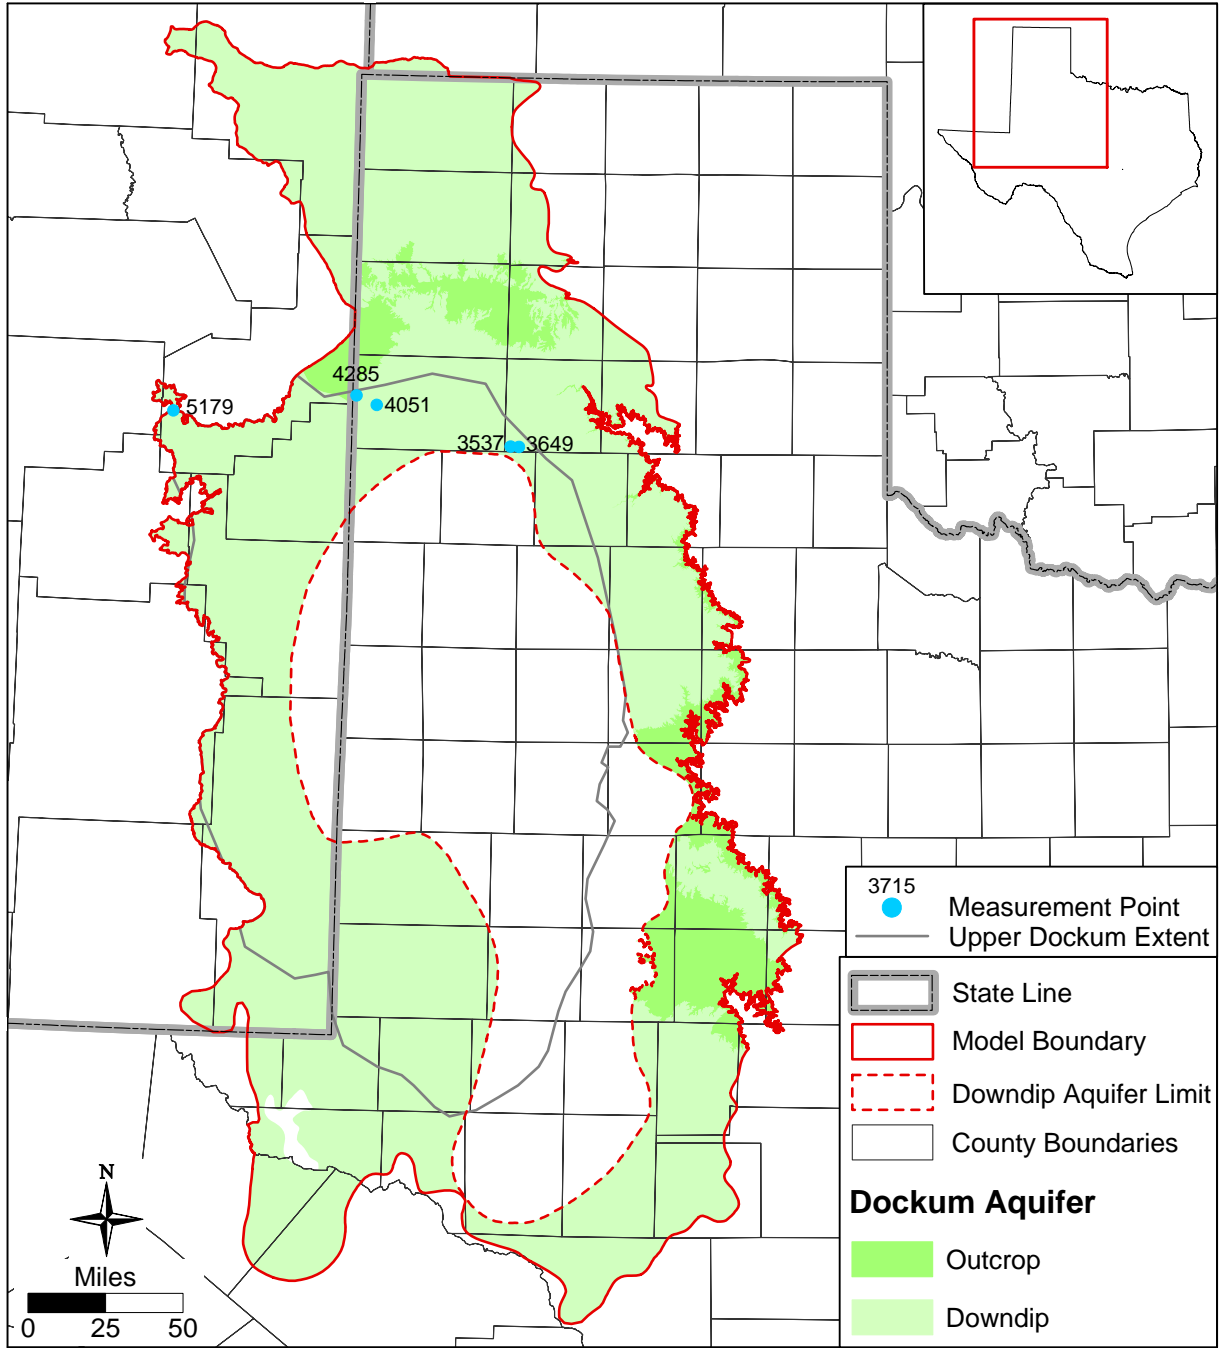 4285
5179
4051
3537
3649
3715
Measurement Point
Upper Dockum Extent
State Line
Model Boundary
Downdip Aquifer Limit
County Boundaries
Dockum Aquifer
Outcrop
Downdip
N
Miles
0 25 50